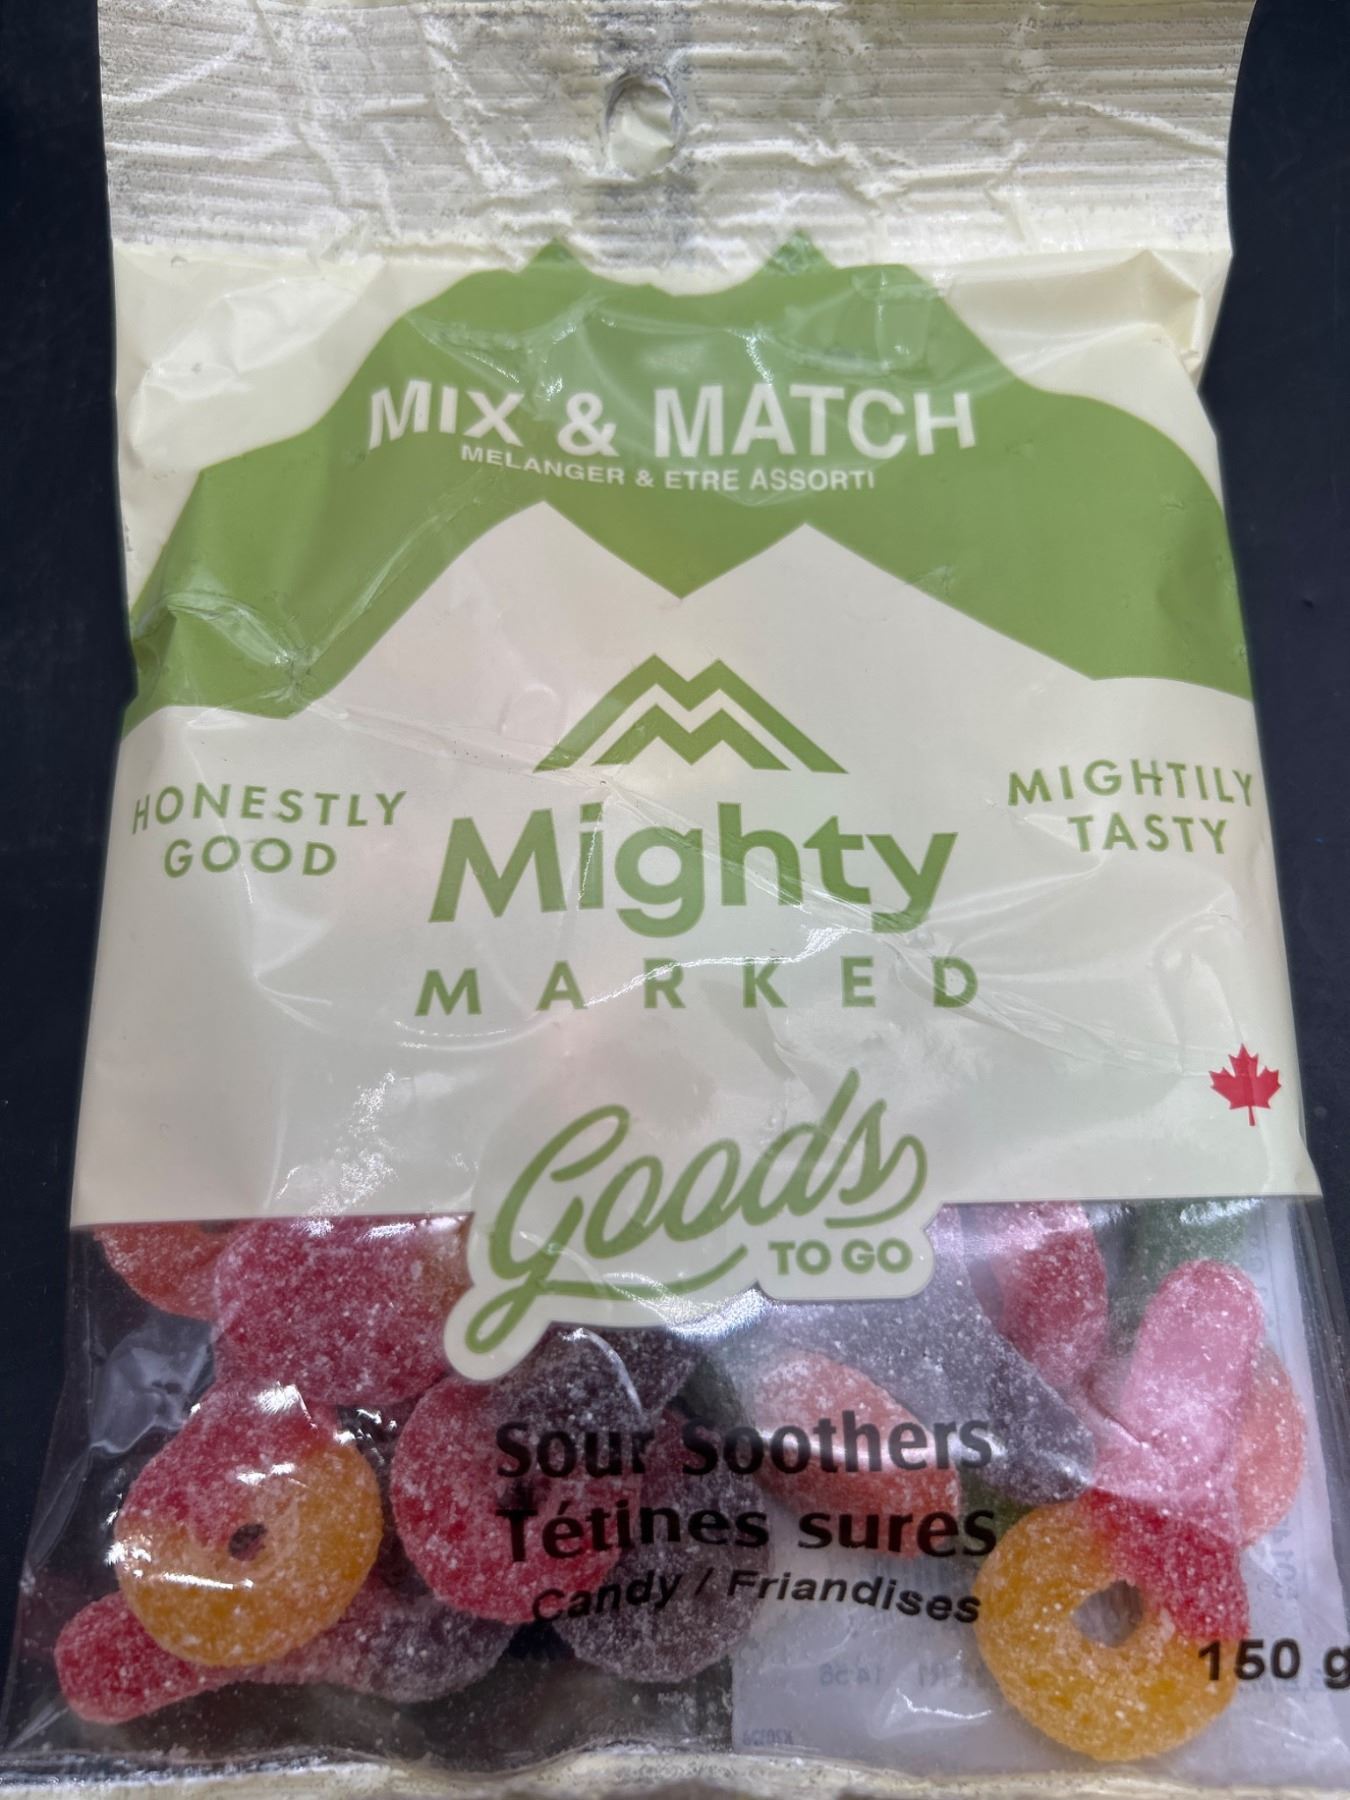 MIX & MATCH
MELANGER & ETRE ASSORTI
HONESTLY
GOOD
Mighty
MARKED
MIGHTILY
TASTY
Goods
TO GO
Sour Soothers
Tétines sures
Candy / Friandises
150 g